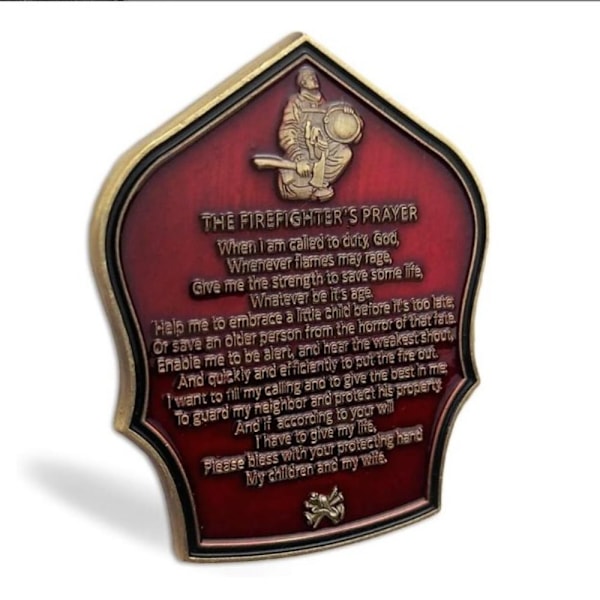 THE FIREFIGHTER'S PRAYER
When I am called to duty, God,
Whenever flames may rage,
Give me the strength to save some life,
Whatever be it's age.
Help me to embrace a little child before it's too late,
Or save an older person from the horror of that fate.
Enable me to be alert, and hear the weakest shout,
And quickly and efficiently to put the fire out.
I want to fill my calling and to give the best in me,
To guard my neighbor and protect his property.
And if according to your will
I have to give my life,
Please bless with your protecting hand
My children and my wife.